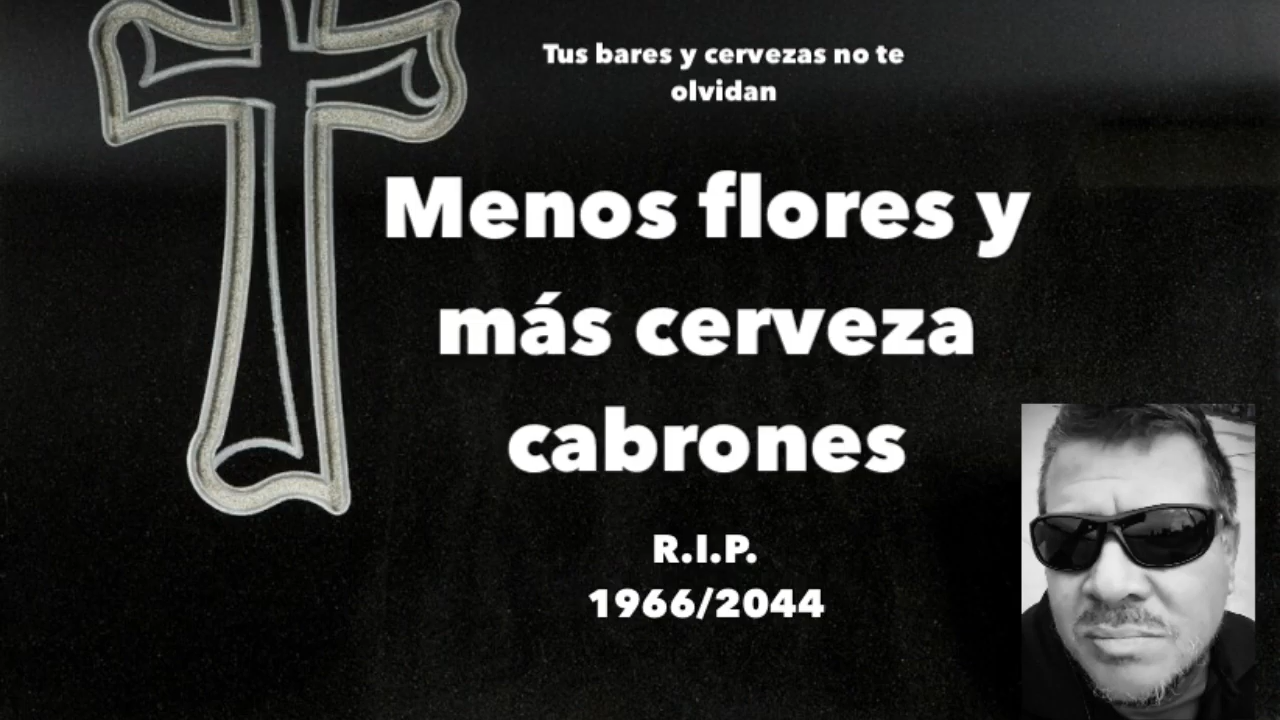 Tus bares y cervezas no te
olvidan
Menos flores y
más cerveza
cabrones
R.I.P.
1966/2044